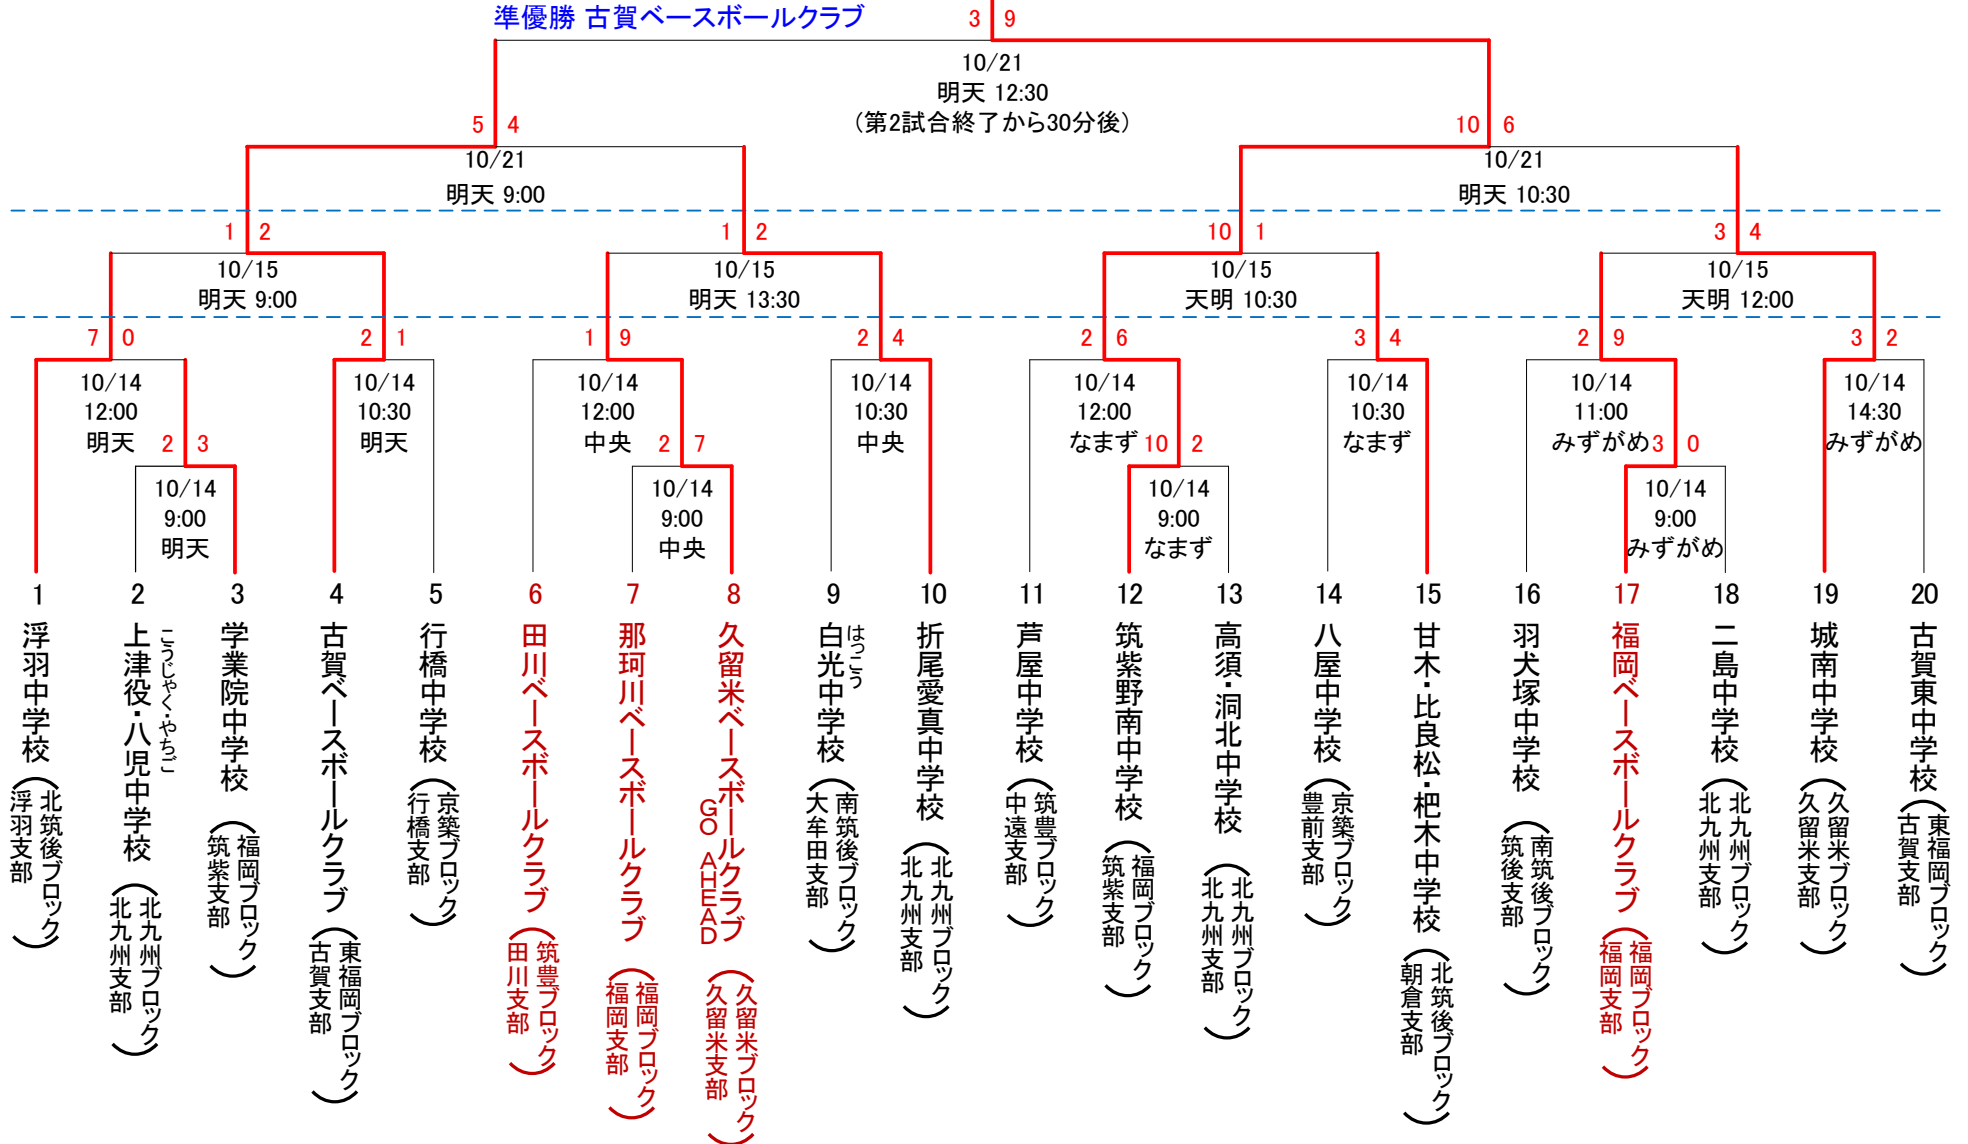 準優勝 古賀ベースボールクラブ
3 9
10/21
明天 12:30
（第2試合終了から30分後）
5 4
10 6
10/21
明天 9:00
10/21
明天 10:30
1 2
1 2
10 1
3 4
10/15
明天 9:00
10/15
明天 13:30
10/15
天明 10:30
10/15
天明 12:00
7 0
2 1
1 9
2 4
2 6
3 4
2 9
3 2
10/14
12:00
明天
10/14
10:30
明天
10/14
12:00
中央
10/14
10:30
中央
10/14
12:00
なまず
10/14
10:30
なまず
10/14
11:00
みずがめ
10/14
14:30
みずがめ
2 3
2 7
10 2
3 0
10/14
9:00
明天
10/14
9:00
中央
10/14
9:00
なまず
10/14
9:00
みずがめ
1
浮羽中学校
（北筑後ブロック
浮羽支部）
2
上津役・八児中学校
こうじゃく・やちご
（北九州ブロック
北九州支部）
3
学業院中学校
（福岡ブロック
筑紫支部）
4
古賀ベースボールクラブ
（東福岡ブロック
古賀支部）
5
行橋中学校
（京築ブロック
行橋支部）
6
田川ベースボールクラブ
（筑豊ブロック
田川支部）
7
那珂川ベースボールクラブ
（福岡ブロック
福岡支部）
8
久留米ベースボールクラブ
GO AHEAD
（久留米ブロック
久留米支部）
9
白光中学校
はっこう
（南筑後ブロック
大牟田支部）
10
折尾愛真中学校
（北九州ブロック
北九州支部）
11
芦屋中学校
（筑豊ブロック
中遠支部）
12
筑紫野南中学校
（福岡ブロック
筑紫支部）
13
高須・洞北中学校
（北九州ブロック
北九州支部）
14
八屋中学校
（京築ブロック
豊前支部）
15
甘木・比良松・杷木中学校
（北筑後ブロック
朝倉支部）
16
羽犬塚中学校
（南筑後ブロック
筑後支部）
17
福岡ベースボールクラブ
（福岡ブロック
福岡支部）
18
二島中学校
（北九州ブロック
北九州支部）
19
城南中学校
（久留米ブロック
久留米支部）
20
古賀東中学校
（東福岡ブロック
古賀支部）